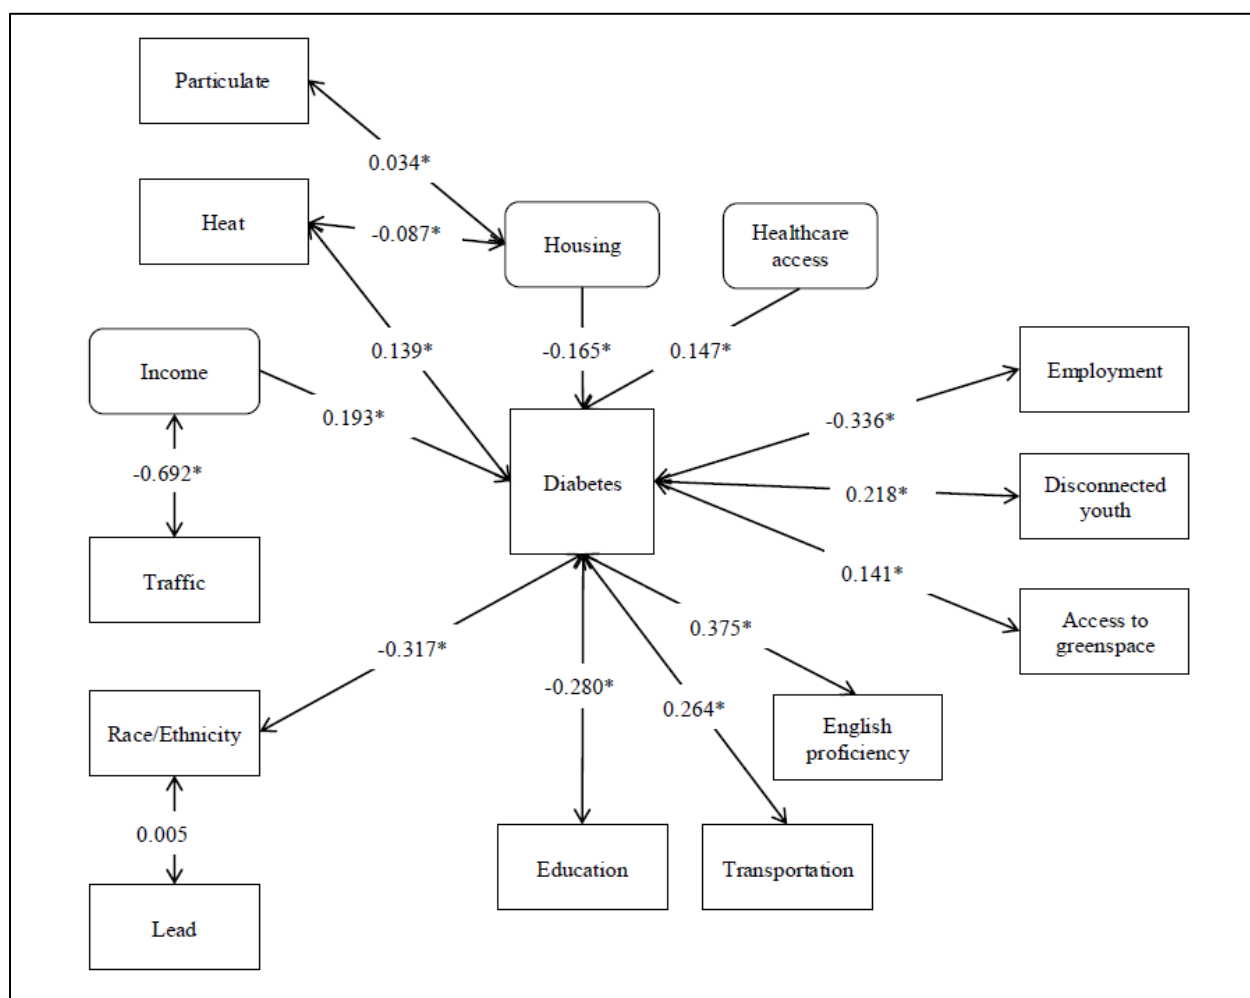 Particulate
0.034*
Heat
-0.087*
Housing
Healthcare
access
0.139*
-0.165*
0.147*
Income
Employment
0.193*
-0.336*
-0.692*
Diabetes
0.218*
Disconnected
youth
Traffic
0.141*
-0.317*
0.375*
Access to
greenspace
-0.280*
0.264*
Race/Ethnicity
English
proficiency
0.005
Education
Transportation
Lead